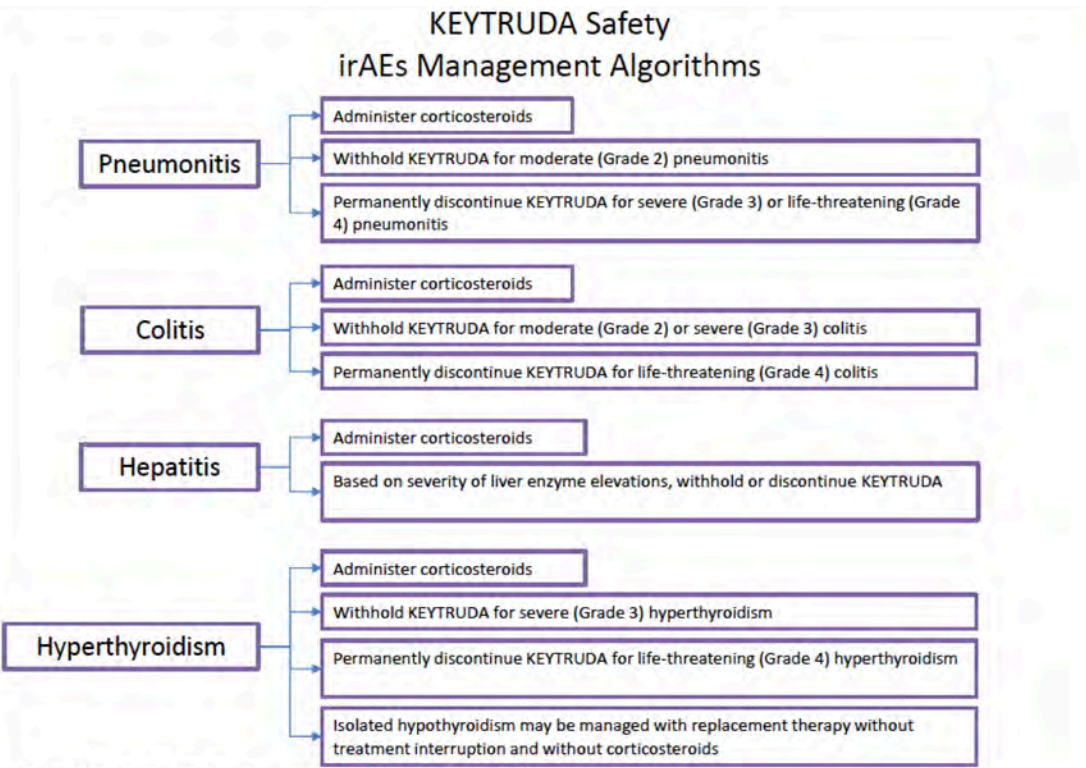 KEYTRUDA Safety
irAEs Management Algorithms
Pneumonitis
Administer corticosteroids
Withhold KEYTRUDA for moderate (Grade 2) pneumonitis
Permanently discontinue KEYTRUDA for severe (Grade 3) or life-threatening (Grade
4) pneumonitis
Colitis
Administer corticosteroids
Withhold KEYTRUDA for moderate (Grade 2) or severe (Grade 3) colitis
Permanently discontinue KEYTRUDA for life-threatening (Grade 4) colitis
Hepatitis
Administer corticosteroids
Based on severity of liver enzyme elevations, withhold or discontinue KEYTRUDA
Hyperthyroidism
Administer corticosteroids
Withhold KEYTRUDA for severe (Grade 3) hyperthyroidism
Permanently discontinue KEYTRUDA for life-threatening (Grade 4) hyperthyroidism
Isolated hypothyroidism may be managed with replacement therapy without
treatment interruption and without corticosteroids